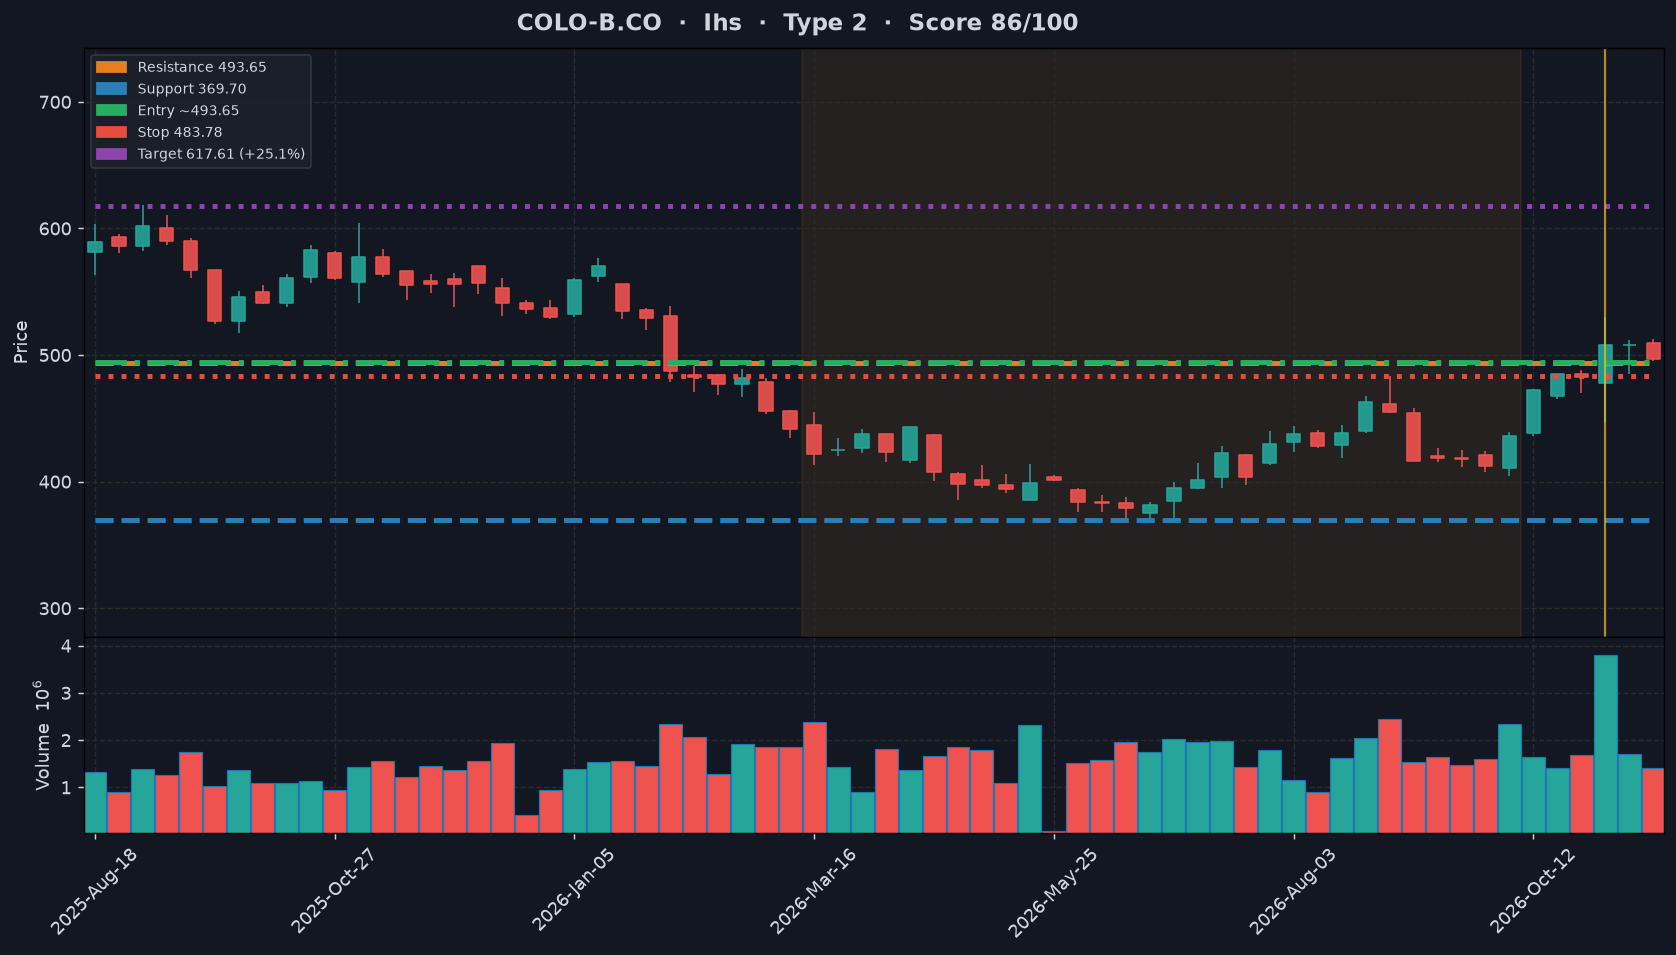 COLO-B.CO · Ihs · Type 2 · Score 86/100
Resistance 493.65
Support 369.70
Entry ~493.65
Stop 483.78
Target 617.61 (+25.1%)
Price
700
600
500
400
300
Volume 10⁶
4
3
2
1
2025-Aug-18
2025-Oct-27
2026-Jan-05
2026-Mar-16
2026-May-25
2026-Aug-03
2026-Oct-12